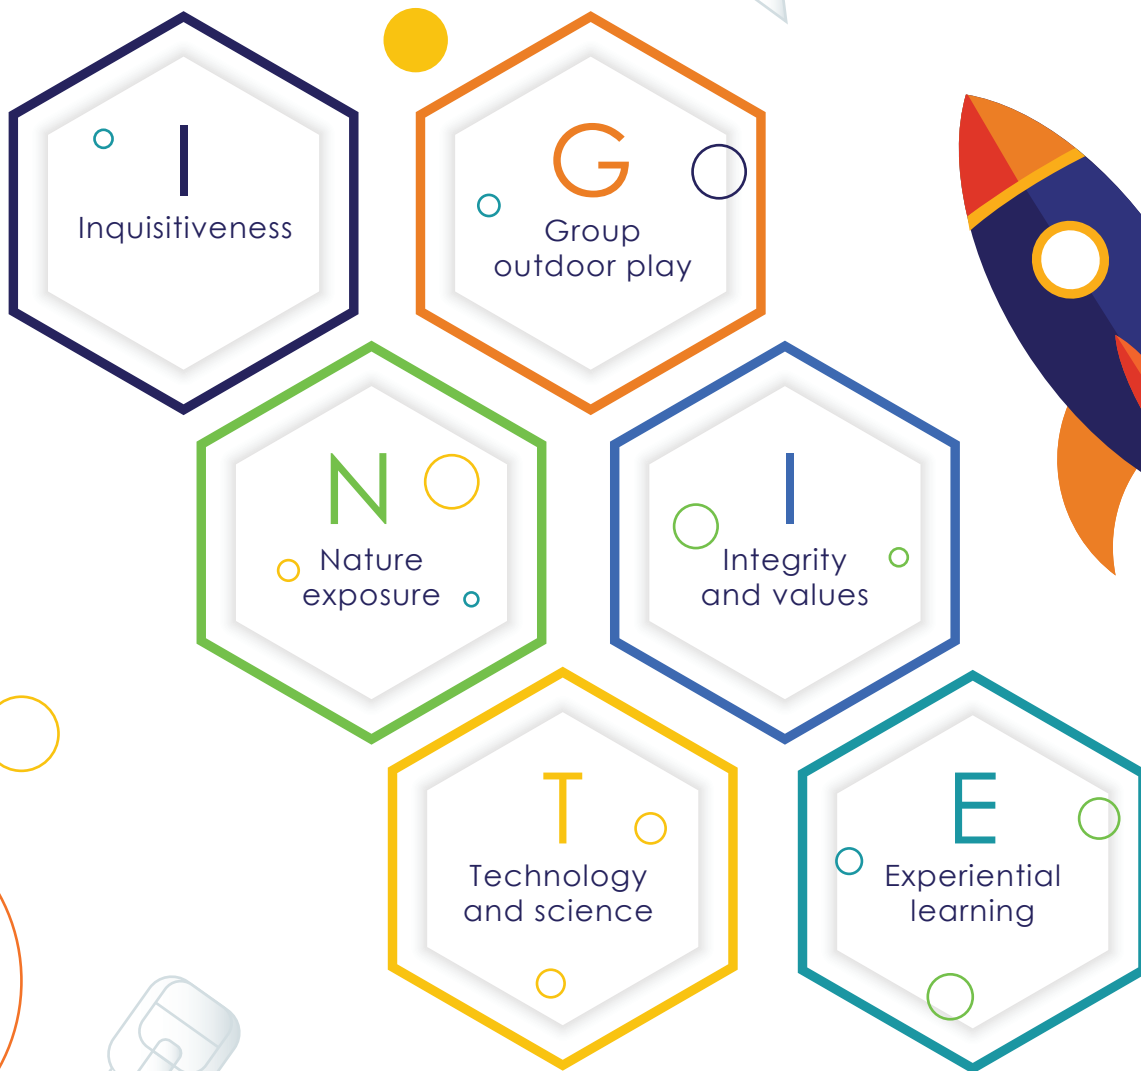 I
Inquisitiveness
G
Group
outdoor play
N
Nature
exposure
I
Integrity
and values
T
Technology
and science
E
Experiential
learning